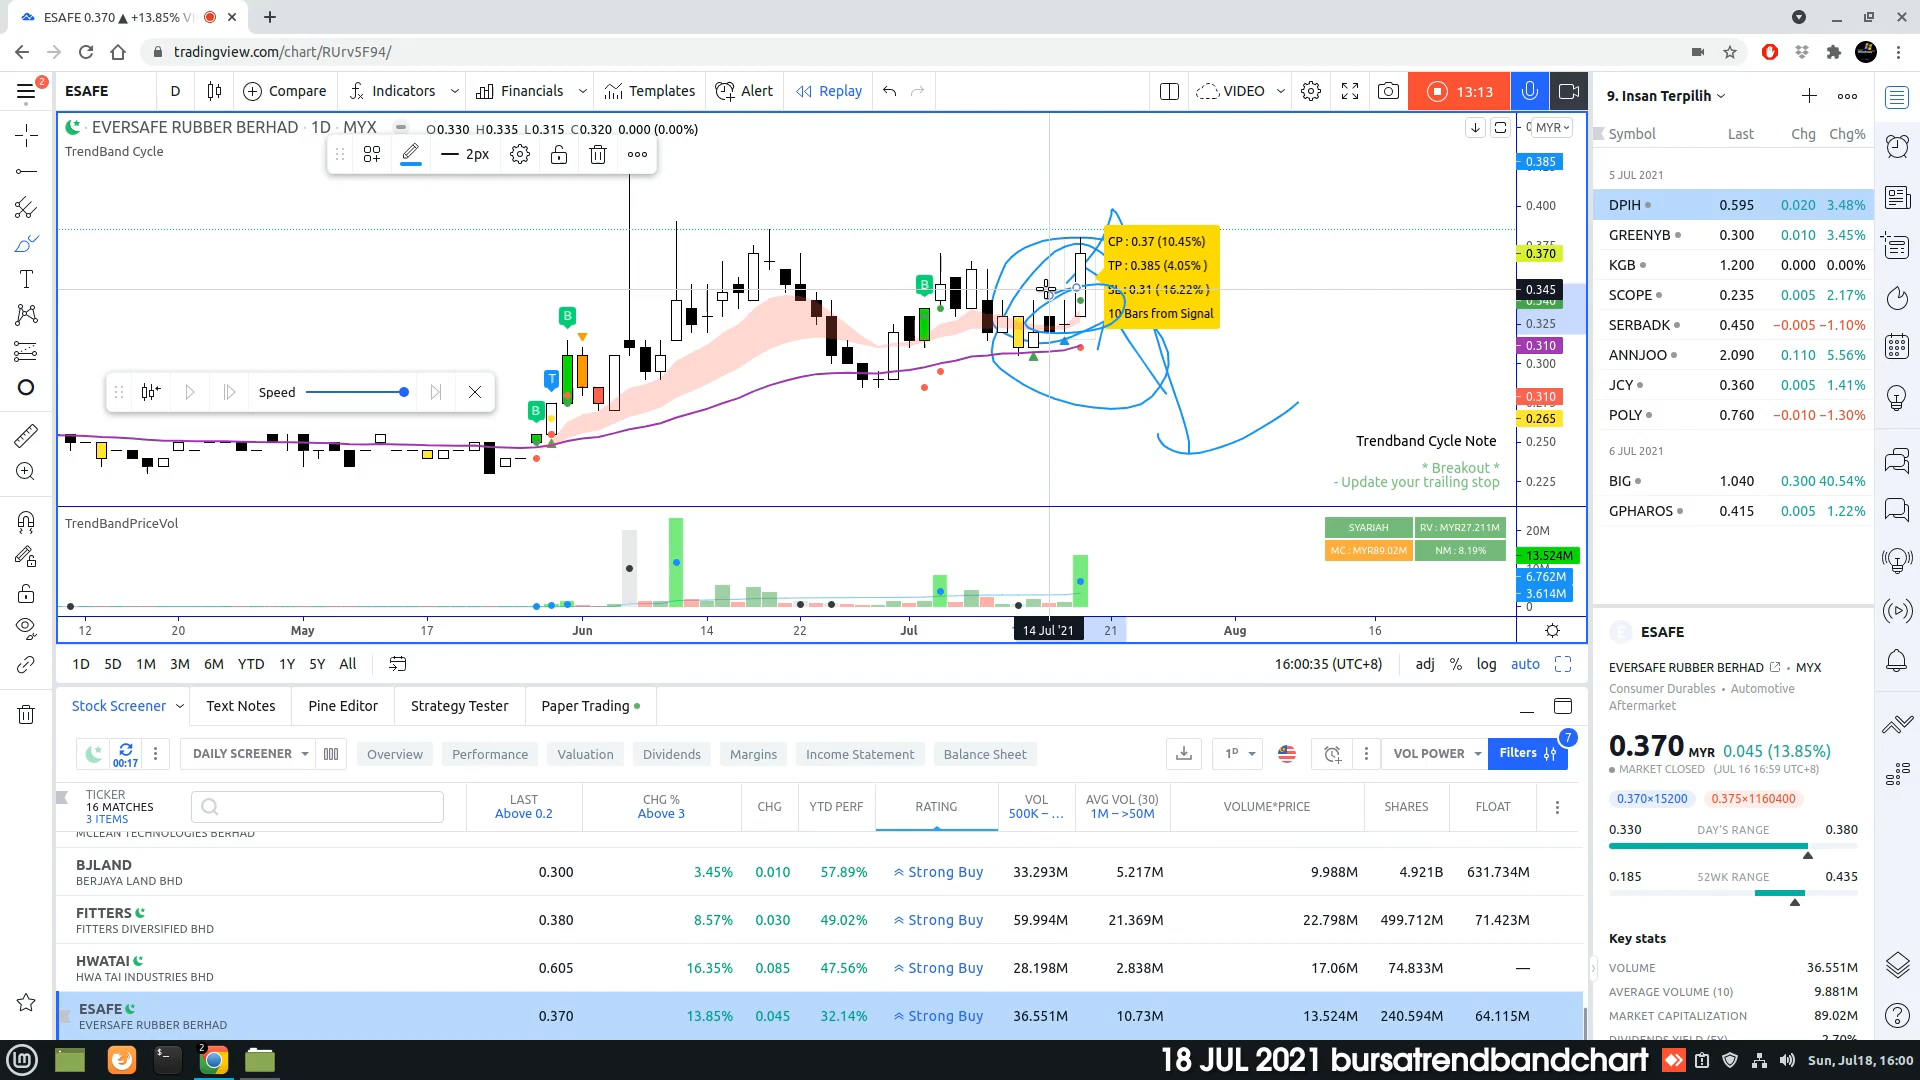 ESAFE 0.370 ▲ +13.85% V
tradingview.com/chart/RUrv5F94/
2
ESAFE
D
Compare
Indicators
Financials
Templates
Alert
Replay
VIDEO
13:13
9. Insan Terpilih
EVERSAFE RUBBER BERHAD · 1D · MYX
O0.330 H0.335 L0.315 C0.320 0.000 (0.00%)
MYR
TrendBand Cycle
2px
Symbol Last Chg Chg%
5 JUL 2021
DPIH 0.595 0.020 3.48%
GREENYB 0.300 0.010 3.45%
KGB 1.200 0.000 0.00%
SCOPE 0.235 0.005 2.17%
SERBADK 0.450 −0.005 −1.10%
ANNJOO 2.090 0.110 5.56%
JCY 0.360 0.005 1.41%
POLY 0.760 −0.010 −1.30%
6 JUL 2021
BIG 1.040 0.300 40.54%
GPHAROS 0.415 0.005 1.22%
0.385
0.400
0.370
0.345
0.325
0.310
0.300
0.310
0.265
0.250
0.225
CP : 0.37 (10.45%)
TP : 0.385 (4.05% )
SL : 0.31 ( 16.22% )
10 Bars from Signal
B
T
B
B
Speed
Trendband Cycle Note
* Breakout *
- Update your trailing stop
TrendBandPriceVol
SYARIAH RV : MYR27.211M
MC : MYR89.02M NM : 8.19%
20M
13.524M
6.762M
3.614M
0
12 20 May 17 Jun 14 22 Jul 14 Jul '21 21 Aug 16
1D 5D 1M 3M 6M YTD 1Y 5Y All
16:00:35 (UTC+8)
adj % log auto
Stock Screener
Text Notes
Pine Editor
Strategy Tester
Paper Trading
00:17
DAILY SCREENER
Overview
Performance
Valuation
Dividends
Margins
Income Statement
Balance Sheet
1D
VOL POWER
Filters
7
TICKER
16 MATCHES
3 ITEMS
LAST
Above 0.2
CHG %
Above 3
CHG
YTD PERF
RATING
VOL
500K – ...
AVG VOL (30)
1M – >50M
VOLUME*PRICE
SHARES
FLOAT
MCLEAN TECHNOLOGIES BERHAD
BJLAND
BERJAYA LAND BHD
0.300 3.45% 0.010 57.89% Strong Buy 33.293M 5.217M 9.988M 4.921B 631.734M
FITTERS
FITTERS DIVERSIFIED BHD
0.380 8.57% 0.030 49.02% Strong Buy 59.994M 21.369M 22.798M 499.712M 71.423M
HWATAI
HWA TAI INDUSTRIES BHD
0.605 16.35% 0.085 47.56% Strong Buy 28.198M 2.838M 17.06M 74.833M —
ESAFE
EVERSAFE RUBBER BERHAD
0.370 13.85% 0.045 32.14% Strong Buy 36.551M 10.73M 13.524M 240.594M 64.115M
ESAFE
EVERSAFE RUBBER BERHAD • MYX
Consumer Durables • Automotive
Aftermarket
0.370 MYR 0.045 (13.85%)
MARKET CLOSED (JUL 16 16:59 UTC+8)
0.370×15200 0.375×1160400
0.330 DAY'S RANGE 0.380
0.185 52WK RANGE 0.435
Key stats
VOLUME 36.551M
AVERAGE VOLUME (10) 9.881M
MARKET CAPITALIZATION 89.02M
2
18 JUL 2021 bursatrendbandchart
Sun, Jul18, 16:00